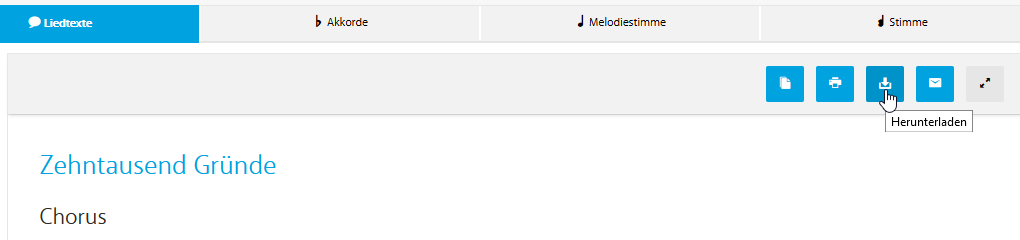 Liedtexte Akkorde Melodiestimme Stimme
Herunterladen
Zehntausend Gründe
Chorus